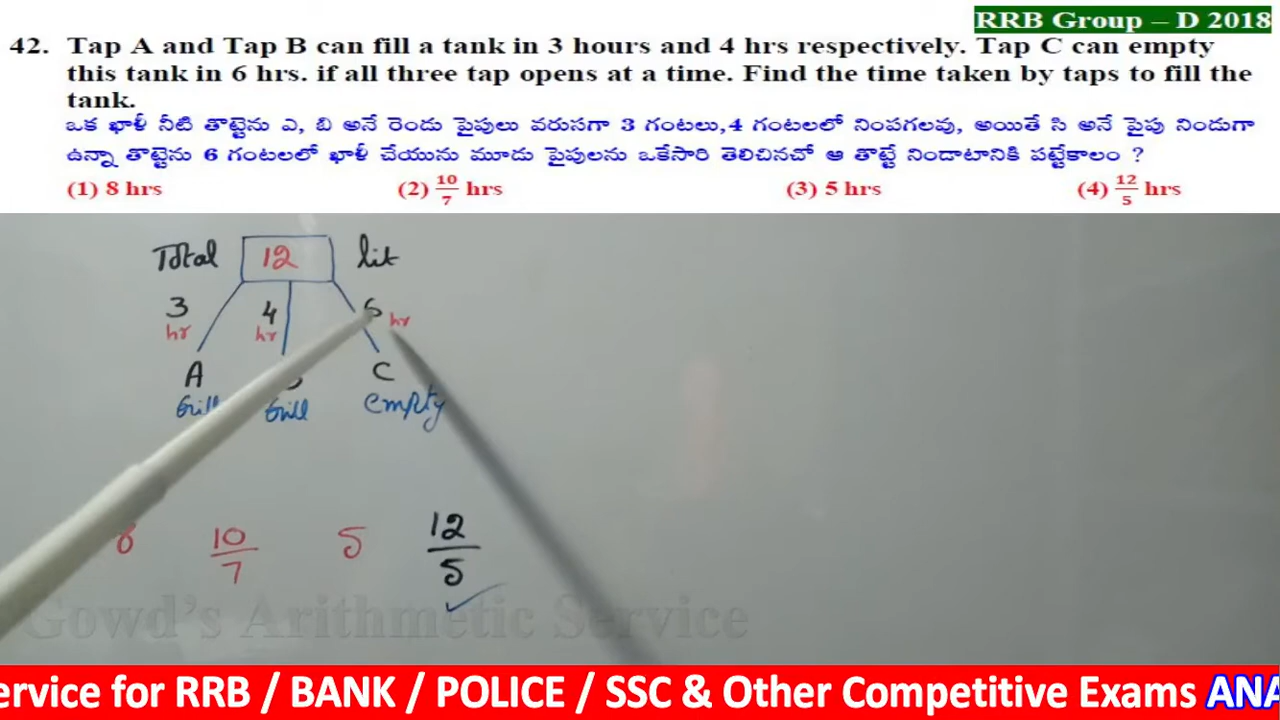 RRB Group – D 2018
42. Tap A and Tap B can fill a tank in 3 hours and 4 hrs respectively. Tap C can empty
this tank in 6 hrs. if all three tap opens at a time. Find the time taken by taps to fill the
tank.
ఒక ఖాళీ నీటి తొట్టెను ఎ, బి అనే రెండు పైపులు వరుసగా 3 గంటలు,4 గంటలలో నింపగలవు, అయితే సి అనే పైపు నిండుగా
ఉన్నా తొట్టెను 6 గంటలలో ఖాళీ చేయును మూడు పైపులను ఒకేసారి తెలిచినచో ఆ తొట్టే నిండాటానికి పట్టేకాలం ?
(1) 8 hrs (2) 10/7 hrs (3) 5 hrs (4) 12/5 hrs
Total 12 lit
3 hr 4 hr hr
A C
fill fill empty
8 10/7 5 12/5
Gowd's Arithmetic Service
ervice for RRB / BANK / POLICE / SSC & Other Competitive Exams ANA